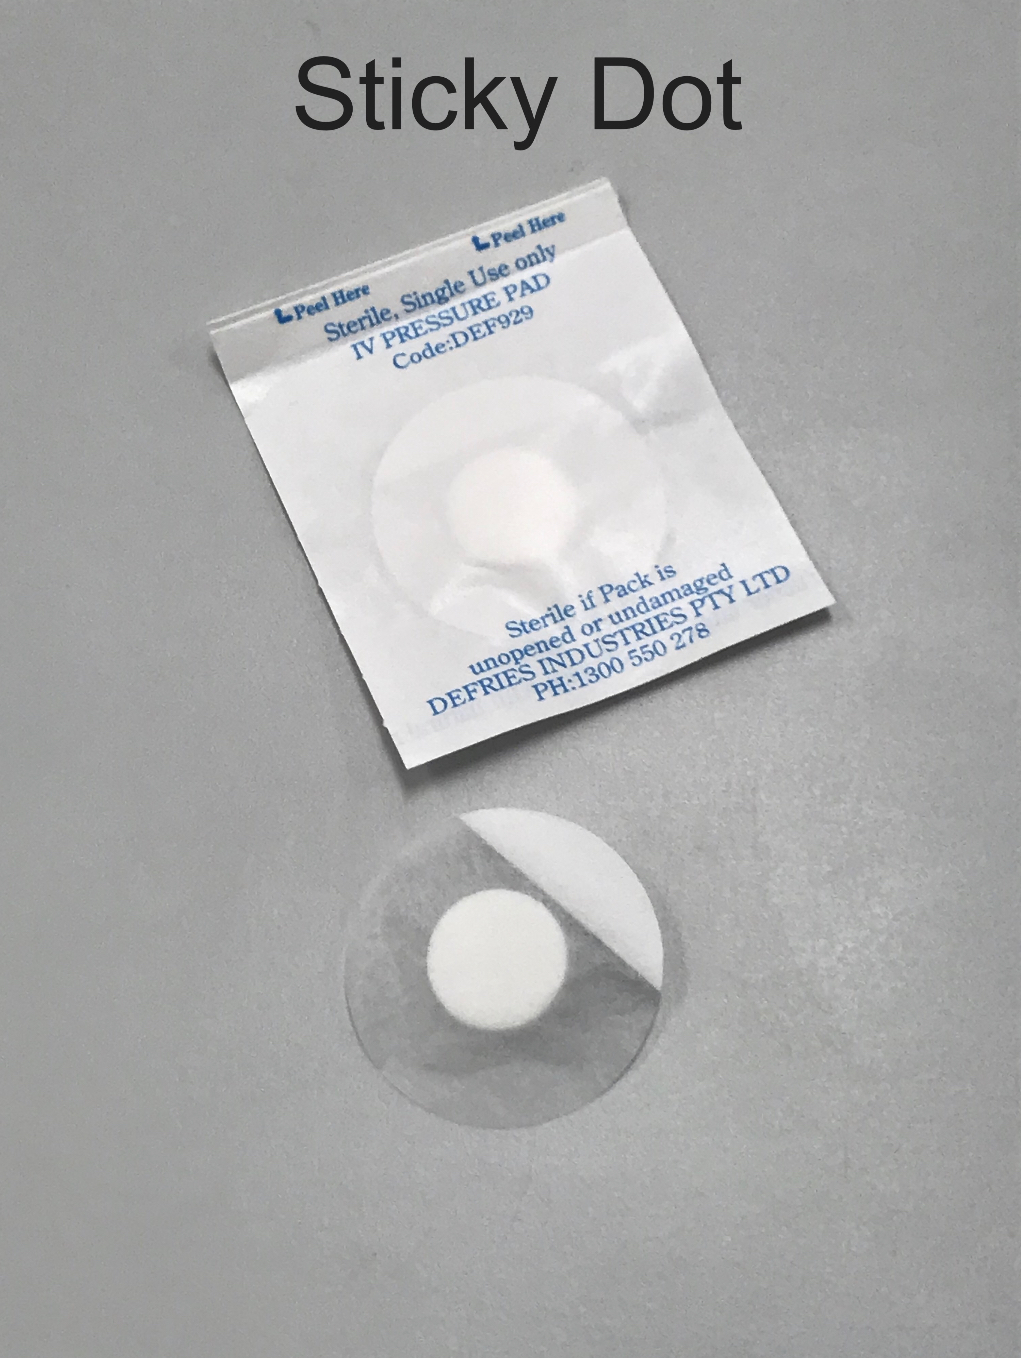 Sticky Dot
Peel Here
Peel Here
Sterile, Single Use only
IV PRESSURE PAD
Code:DEF929
Sterile if Pack is
unopened or undamaged
DEFRIES INDUSTRIES PTY LTD
PH:1300 550 278